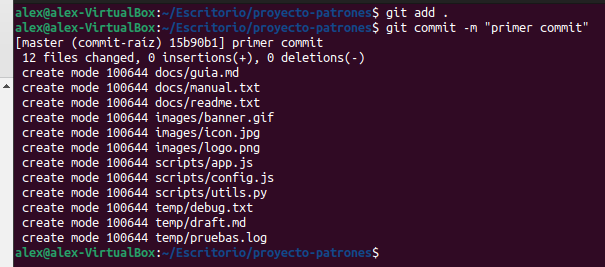 alex@alex-VirtualBox:~/Escritorio/proyecto-patrones$ git add .
alex@alex-VirtualBox:~/Escritorio/proyecto-patrones$ git commit -m "primer commit"
[master (commit-raíz) 15b90b1] primer commit
 12 files changed, 0 insertions(+), 0 deletions(-)
 create mode 100644 docs/guia.md
 create mode 100644 docs/manual.txt
 create mode 100644 docs/readme.txt
 create mode 100644 images/banner.gif
 create mode 100644 images/icon.jpg
 create mode 100644 images/logo.png
 create mode 100644 scripts/app.js
 create mode 100644 scripts/config.js
 create mode 100644 scripts/utils.py
 create mode 100644 temp/debug.txt
 create mode 100644 temp/draft.md
 create mode 100644 temp/pruebas.log
alex@alex-VirtualBox:~/Escritorio/proyecto-patrones$